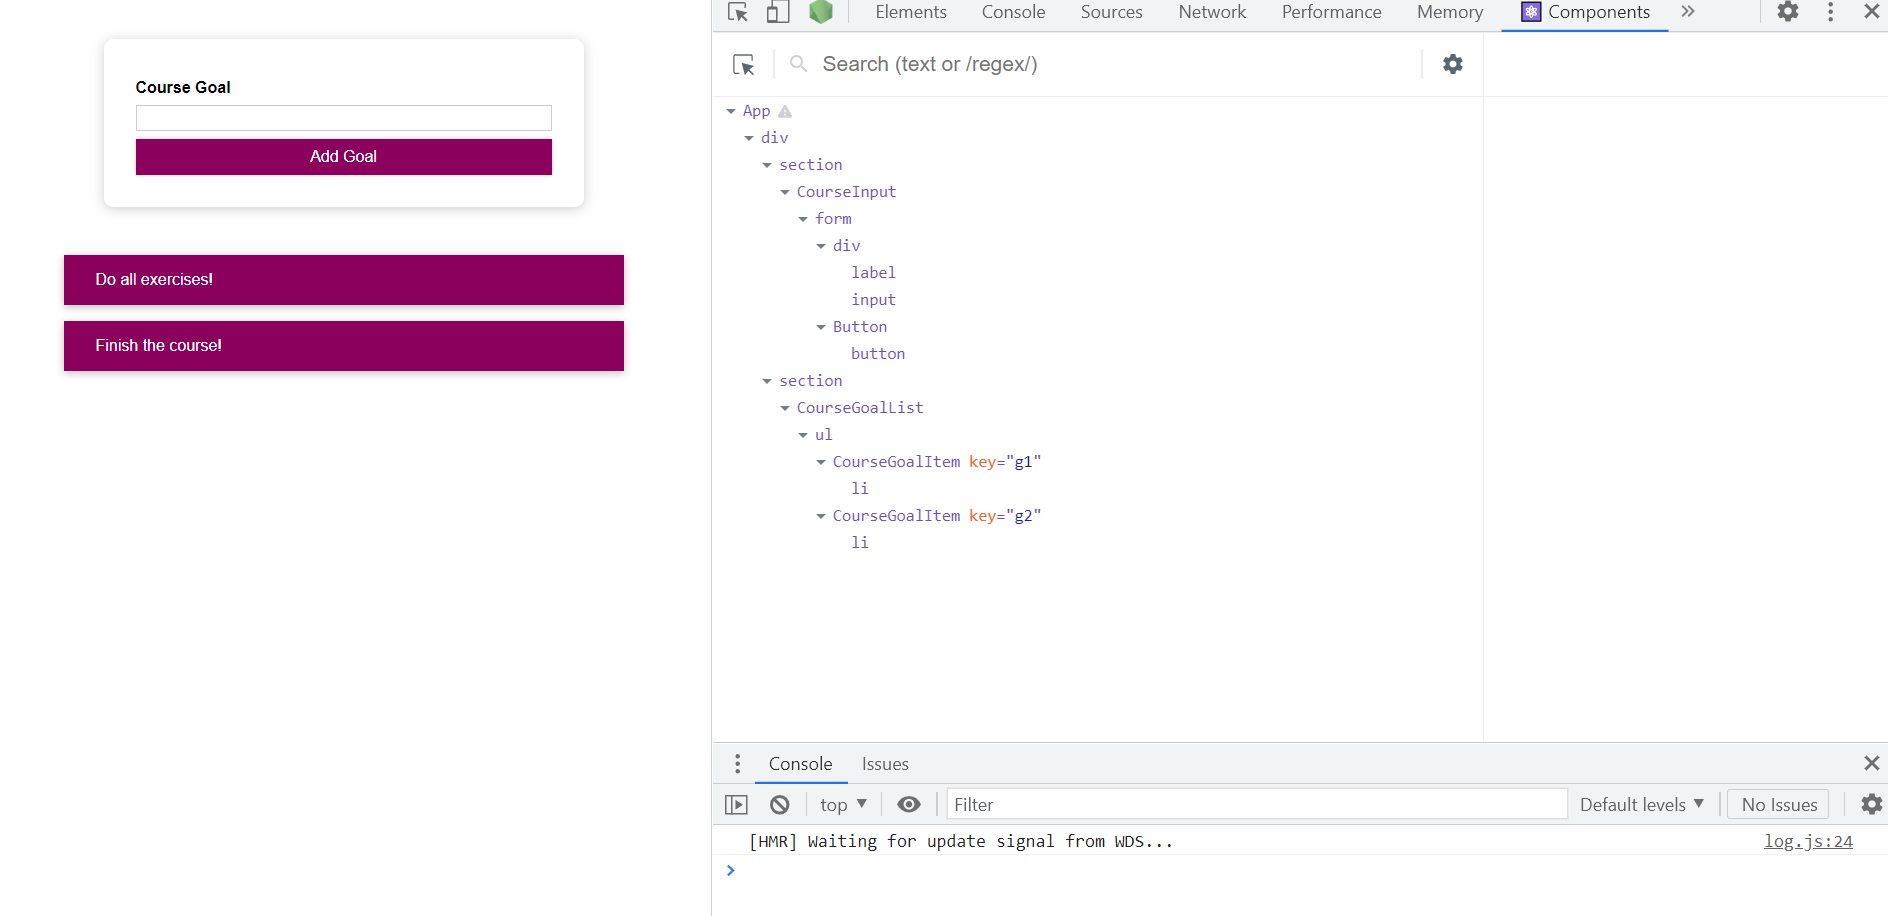 Course Goal
Add Goal
Do all exercises!
Finish the course!
Elements Console Sources Network Performance Memory Components »
Search (text or /regex/)
App
div
section
CourseInput
form
div
label
input
Button
button
section
CourseGoalList
ul
CourseGoalItem key="g1"
li
CourseGoalItem key="g2"
li
Console Issues
top ▼ Filter Default levels ▼ No Issues
[HMR] Waiting for update signal from WDS... log.js:24